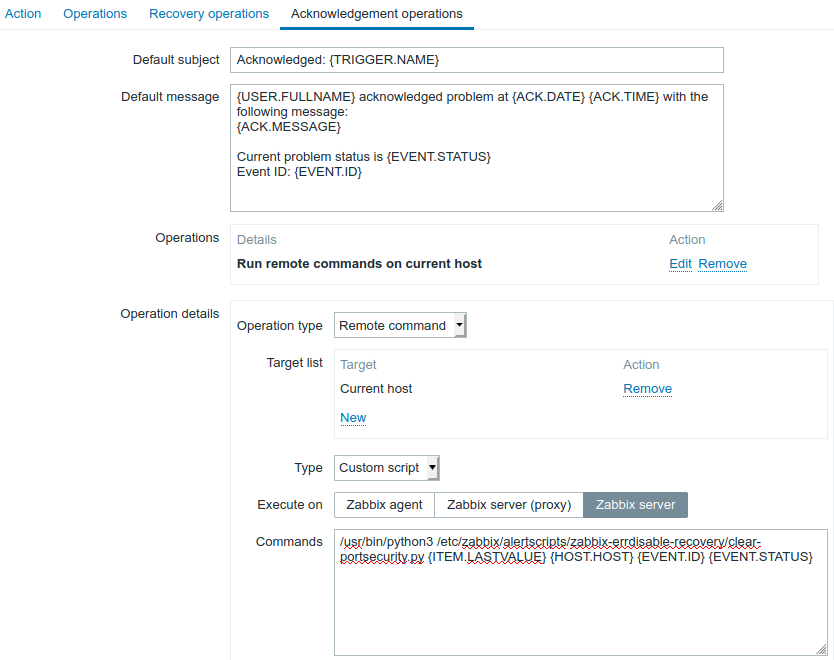 Action Operations Recovery operations Acknowledgement operations
Default subject Acknowledged: {TRIGGER.NAME}
Default message {USER.FULLNAME} acknowledged problem at {ACK.DATE} {ACK.TIME} with the
following message:
{ACK.MESSAGE}
Current problem status is {EVENT.STATUS}
Event ID: {EVENT.ID}
Operations Details Action
Run remote commands on current host Edit Remove
Operation details
Operation type Remote command
Target list Target Action
Current host Remove
New
Type Custom script
Execute on Zabbix agent Zabbix server (proxy) Zabbix server
Commands /usr/bin/python3 /etc/zabbix/alertscripts/zabbix-errdisable-recovery/clear-
portsecurity.py {ITEM.LASTVALUE} {HOST.HOST} {EVENT.ID} {EVENT.STATUS}